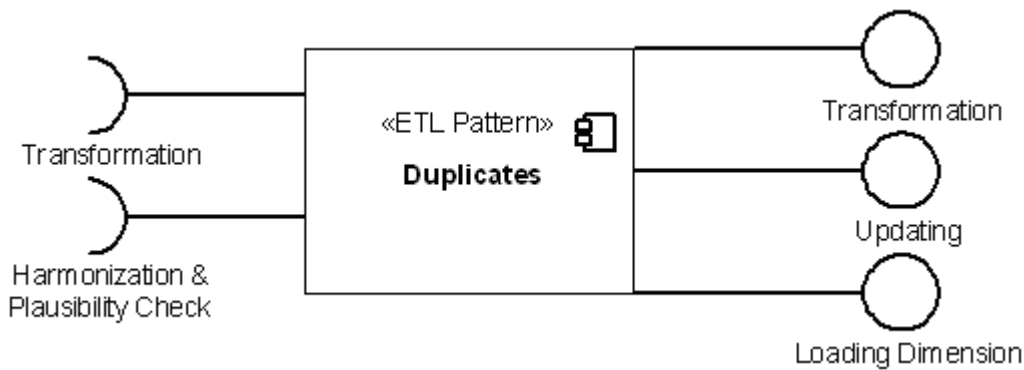 «ETL Pattern»
Duplicates
Transformation
Harmonization &
Plausibility Check
Transformation
Updating
Loading Dimension